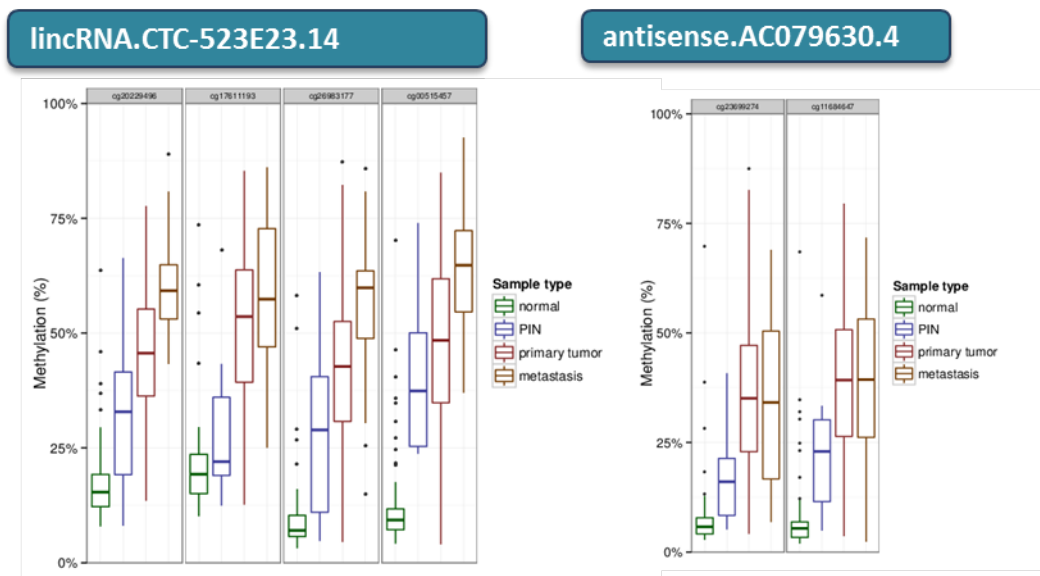 lincRNA.CTC-523E23.14
antisense.AC079630.4
cg20229496 cg17611193 cg26983177 cg00515457
100%
75%
50%
25%
0%
Methylation (%)
Sample type
normal
PIN
primary tumor
metastasis
cg23699274 cg11684647
100%
75%
50%
25%
0%
Methylation (%)
Sample type
normal
PIN
primary tumor
metastasis